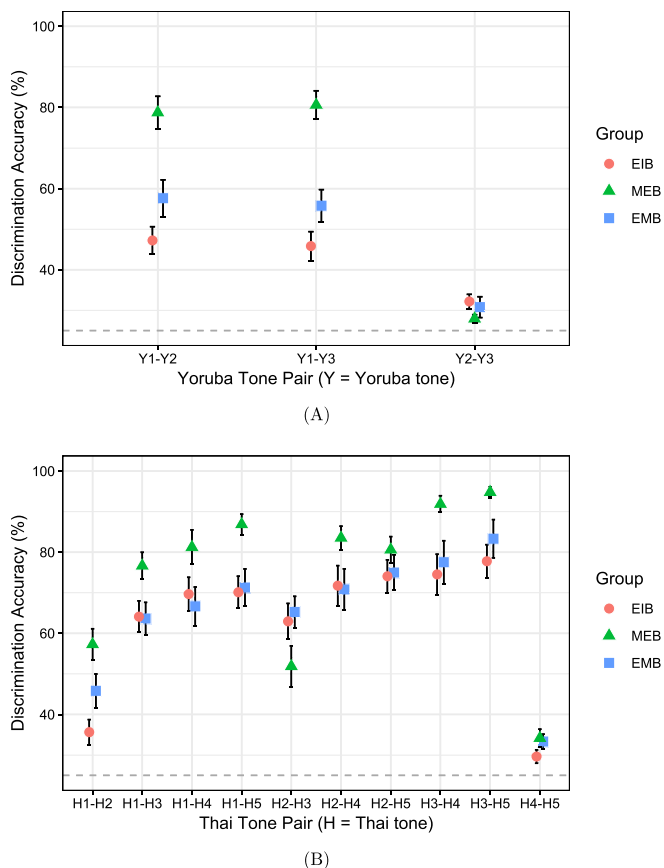 100
80
60
40
Discrimination Accuracy (%)
Y1-Y2 Y1-Y3 Y2-Y3
Yoruba Tone Pair (Y = Yoruba tone)
Group
EIB
MEB
EMB
(A)
100
80
60
40
Discrimination Accuracy (%)
H1-H2 H1-H3 H1-H4 H1-H5 H2-H3 H2-H4 H2-H5 H3-H4 H3-H5 H4-H5
Thai Tone Pair (H = Thai tone)
Group
EIB
MEB
EMB
(B)